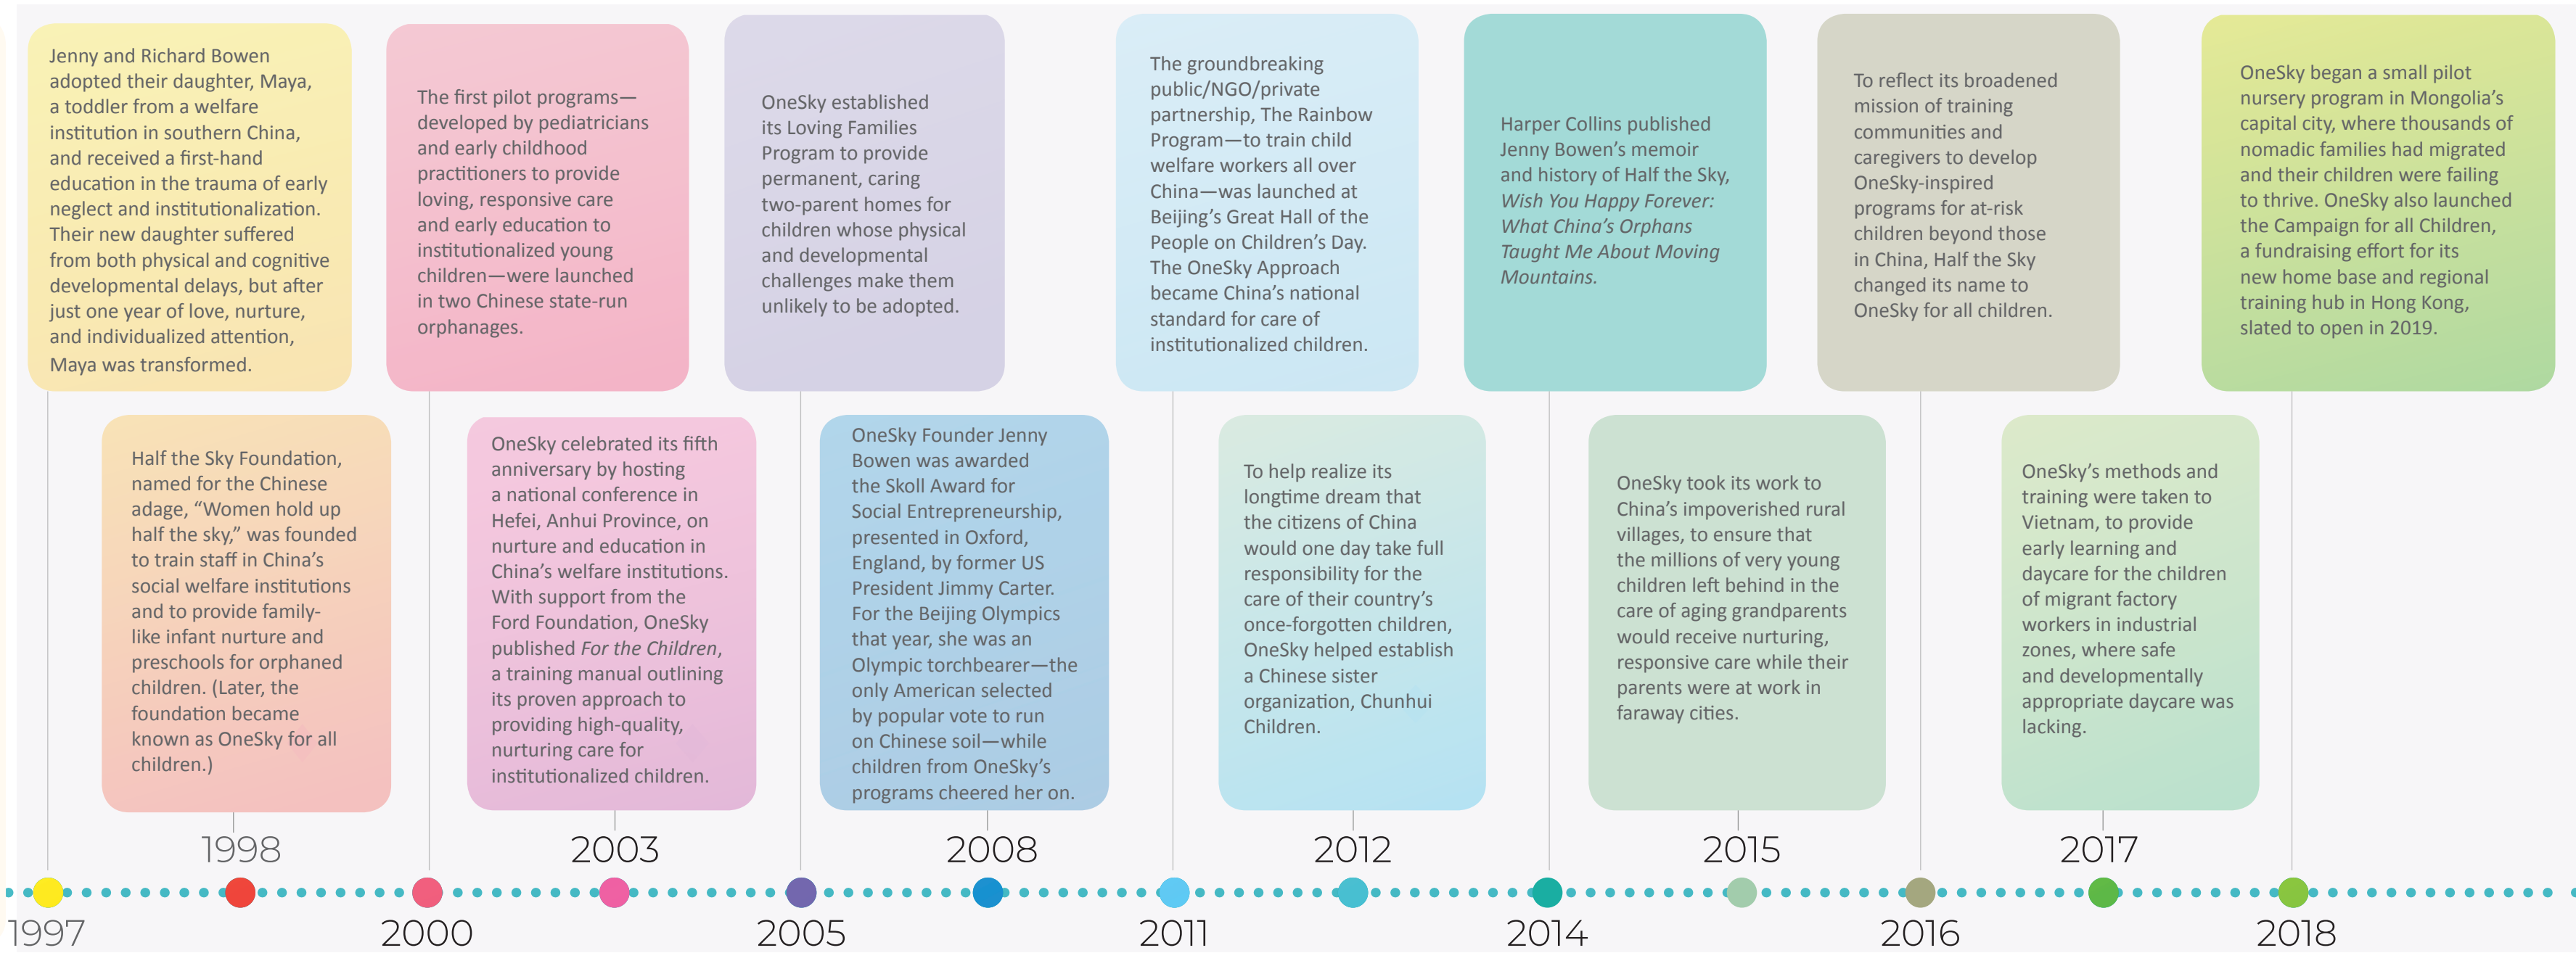 Jenny and Richard Bowen
adopted their daughter, Maya,
a toddler from a welfare
institution in southern China,
and received a first-hand
education in the trauma of early
neglect and institutionalization.
Their new daughter suffered
from both physical and cognitive
developmental delays, but after
just one year of love, nurture,
and individualized attention,
Maya was transformed.
The first pilot programs—
developed by pediatricians
and early childhood
practitioners to provide
loving, responsive care
and early education to
institutionalized young
children—were launched
in two Chinese state-run
orphanages.
OneSky established
its Loving Families
Program to provide
permanent, caring
two-parent homes for
children whose physical
and developmental
challenges make them
unlikely to be adopted.
The groundbreaking
public/NGO/private
partnership, The Rainbow
Program—to train child
welfare workers all over
China—was launched at
Beijing's Great Hall of the
People on Children's Day.
The OneSky Approach
became China's national
standard for care of
institutionalized children.
Harper Collins published
Jenny Bowen's memoir
and history of Half the Sky,
Wish You Happy Forever:
What China's Orphans
Taught Me About Moving
Mountains.
To reflect its broadened
mission of training
communities and
caregivers to develop
OneSky-inspired
programs for at-risk
children beyond those
in China, Half the Sky
changed its name to
OneSky for all children.
OneSky began a small pilot
nursery program in Mongolia's
capital city, where thousands of
nomadic families had migrated
and their children were failing
to thrive. OneSky also launched
the Campaign for all Children,
a fundraising effort for its
new home base and regional
training hub in Hong Kong,
slated to open in 2019.
Half the Sky Foundation,
named for the Chinese
adage, “Women hold up
half the sky,” was founded
to train staff in China's
social welfare institutions
and to provide family-
like infant nurture and
preschools for orphaned
children. (Later, the
foundation became
known as OneSky for all
children.)
OneSky celebrated its fifth
anniversary by hosting
a national conference in
Hefei, Anhui Province, on
nurture and education in
China's welfare institutions.
With support from the
Ford Foundation, OneSky
published For the Children,
a training manual outlining
its proven approach to
providing high-quality,
nurturing care for
institutionalized children.
OneSky Founder Jenny
Bowen was awarded
the Skoll Award for
Social Entrepreneurship,
presented in Oxford,
England, by former US
President Jimmy Carter.
For the Beijing Olympics
that year, she was an
Olympic torchbearer—the
only American selected
by popular vote to run
on Chinese soil—while
children from OneSky's
programs cheered her on.
To help realize its
longtime dream that
the citizens of China
would one day take full
responsibility for the
care of their country's
once-forgotten children,
OneSky helped establish
a Chinese sister
organization, Chunhui
Children.
OneSky took its work to
China's impoverished rural
villages, to ensure that
the millions of very young
children left behind in the
care of aging grandparents
would receive nurturing,
responsive care while their
parents were at work in
faraway cities.
OneSky's methods and
training were taken to
Vietnam, to provide
early learning and
daycare for the children
of migrant factory
workers in industrial
zones, where safe
and developmentally
appropriate daycare was
lacking.
1998
2003
2008
2012
2015
2017
1997
2000
2005
2011
2014
2016
2018